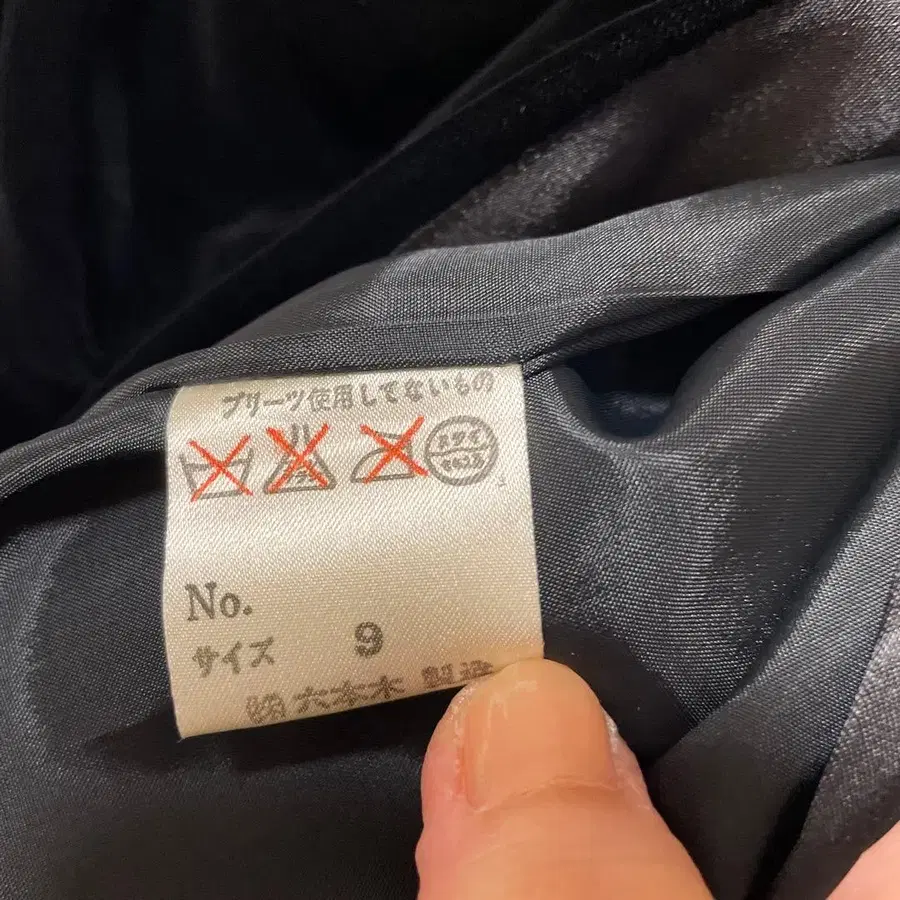 プリーツ使用してないもの
No.
サイズ 9
㈱六本木 製造